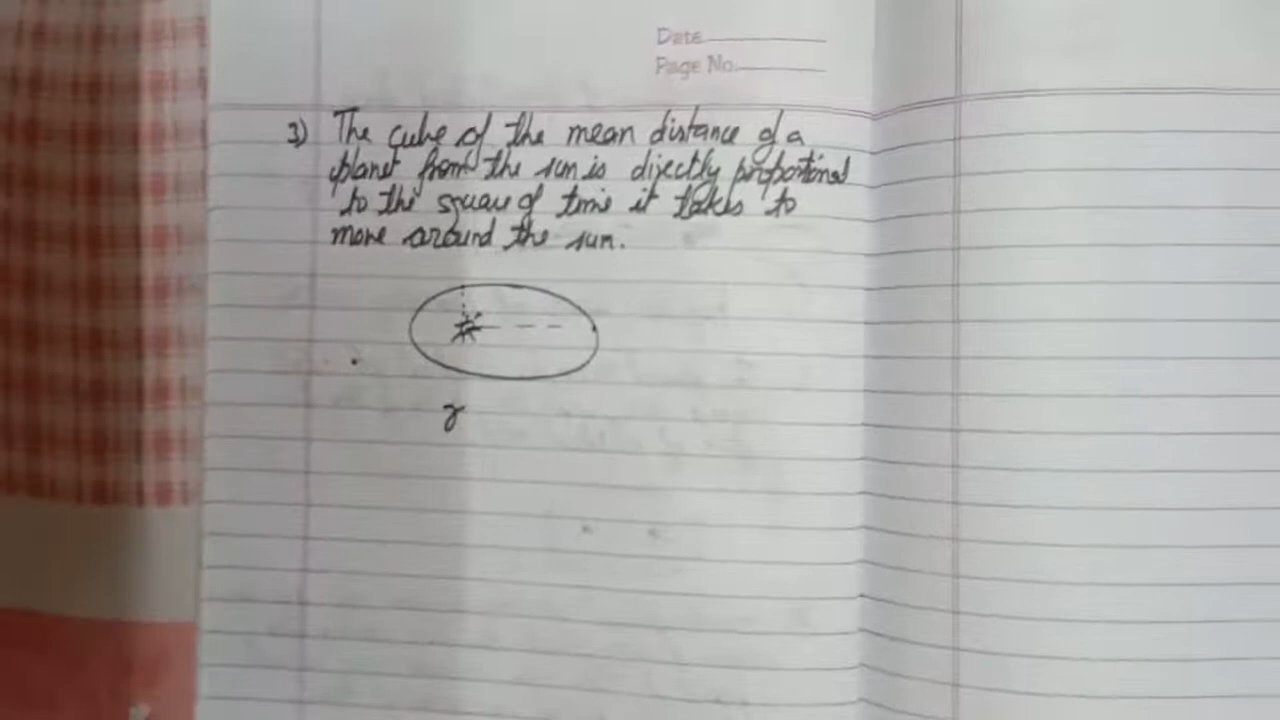 Date
Page No.
3) The cube of the mean distance of a
planet from the sun is directly proportional
to the square of time it takes to
move around the sun.
r